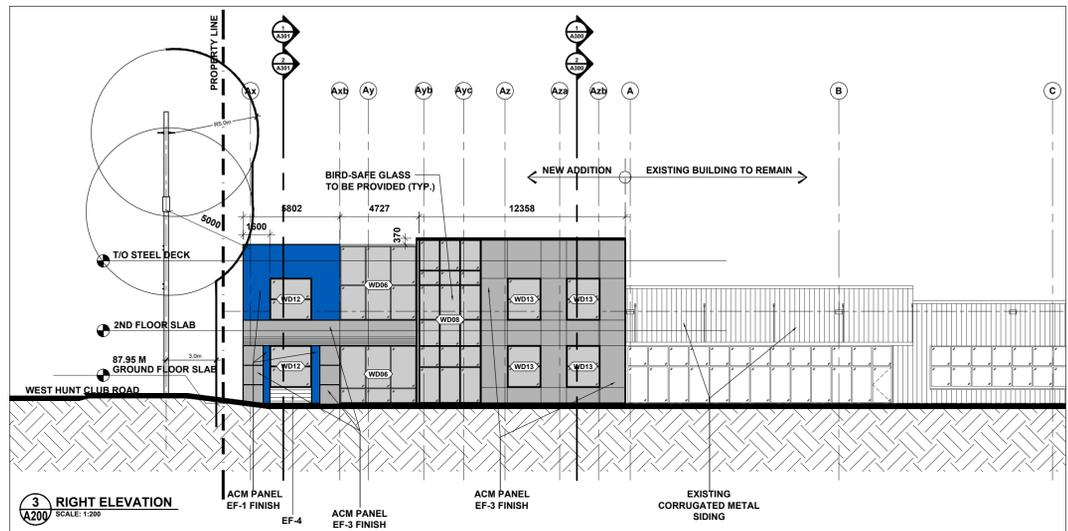 PROPERTY LINE
1
A301
2
A301
1
A300
2
A300
Ax
Axb
Ay
Ayb
Ayc
Az
Aza
Azb
A
B
C
R5.0m
BIRD-SAFE GLASS
TO BE PROVIDED (TYP.)
NEW ADDITION
EXISTING BUILDING TO REMAIN
5802
4727
12358
5000
1600
370
T/O STEEL DECK
WD06
WD12
WD13
WD13
WD08
2ND FLOOR SLAB
87.95 M
3.0m
GROUND FLOOR SLAB
WD12
WD06
WD13
WD13
WEST HUNT CLUB ROAD
ACM PANEL
EF-1 FINISH
EF-4
ACM PANEL
EF-3 FINISH
ACM PANEL
EF-3 FINISH
EXISTING
CORRUGATED METAL
SIDING
3
A200
RIGHT ELEVATION
SCALE: 1:200